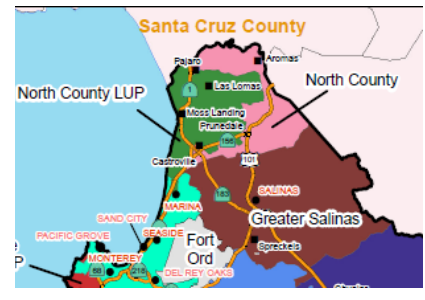 Santa Cruz County
Pajaro
Aromas
North County LUP
Las Lomas
North County
1
Moss Landing
Prunedale
156
101
Castroville
183
SALINAS
MARINA
Greater Salinas
SAND CITY
PACIFIC GROVE
SEASIDE
Fort
Ord
Spreckels
MONTEREY
68
218
DEL REY OAKS
P